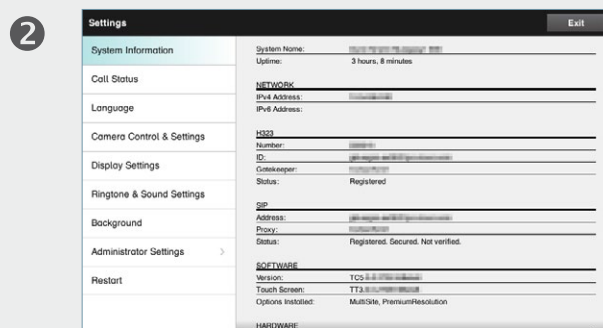 2
Settings
Exit
System Information
Call Status
Language
Camera Control & Settings
Display Settings
Ringtone & Sound Settings
Background
Administrator Settings
Restart
System Name:
Uptime: 3 hours, 8 minutes
NETWORK
IPv4 Address:
IPv6 Address:
H323
Number:
ID:
Gatekeeper:
Status: Registered
SIP
Address:
Proxy:
Status: Registered. Secured. Not verified.
SOFTWARE
Version: TC5
Touch Screen: TT3
Options Installed: MultiSite, PremiumResolution
HARDWARE